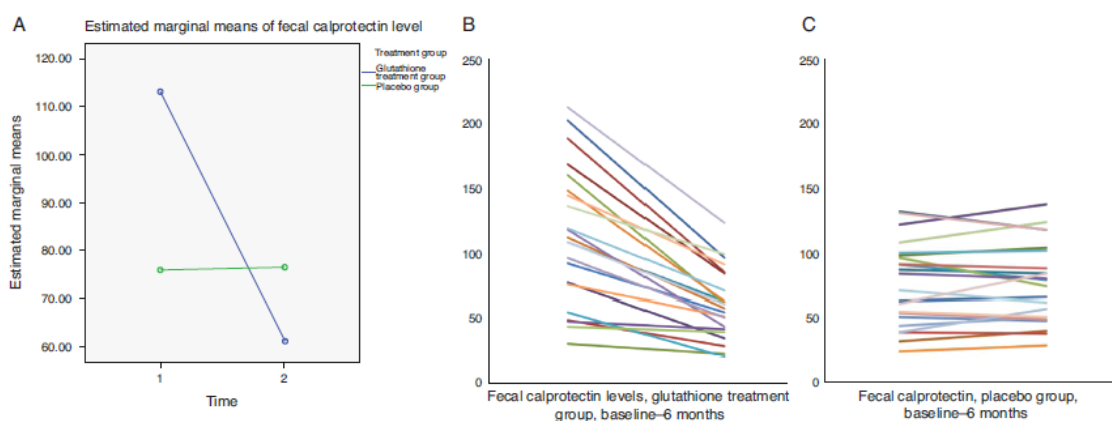 A
Estimated marginal means of fecal calprotectin level
Estimated marginal means
120.00
110.00
100.00
90.00
80.00
70.00
60.00
1
2
Time
Treatment group
Glutathione
treatment group
Placebo group
B
250
200
150
100
50
0
Fecal calprotectin levels, glutathione treatment
group, baseline–6 months
C
250
200
150
100
50
0
Fecal calprotectin, placebo group,
baseline–6 months